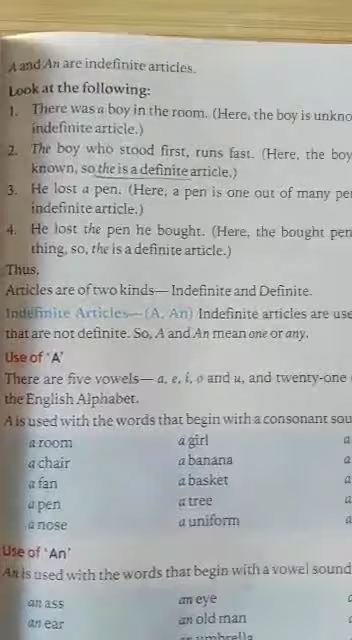 A and An are indefinite articles.
Look at the following:
1. There was a boy in the room. (Here, the boy is
indefinite article.)
2. The boy who stood first, runs fast. (Here, the boy
known, so the is a definite article.)
3. He lost a pen. (Here, a pen is one out of many
indefinite article.)
4. He lost the pen he bought. (Here, the bought pen
thing, so, the is a definite article.)
Thus,
Articles are of two kinds— Indefinite and Definite.
Indefinite Articles—(A, An) Indefinite articles are
that are not definite. So, A and An mean one or any.
Use of 'A'
There are five vowels— a, e, i, o and u, and twenty-one
the English Alphabet.
A is used with the words that begin with a consonant
a room a girl a
a chair a banana a
a fan a basket a
a pen a tree a
a nose a uniform a
Use of 'An'
An is used with the words that begin with a vowel sound
an ass an eye
an ear an old man
an umbrella